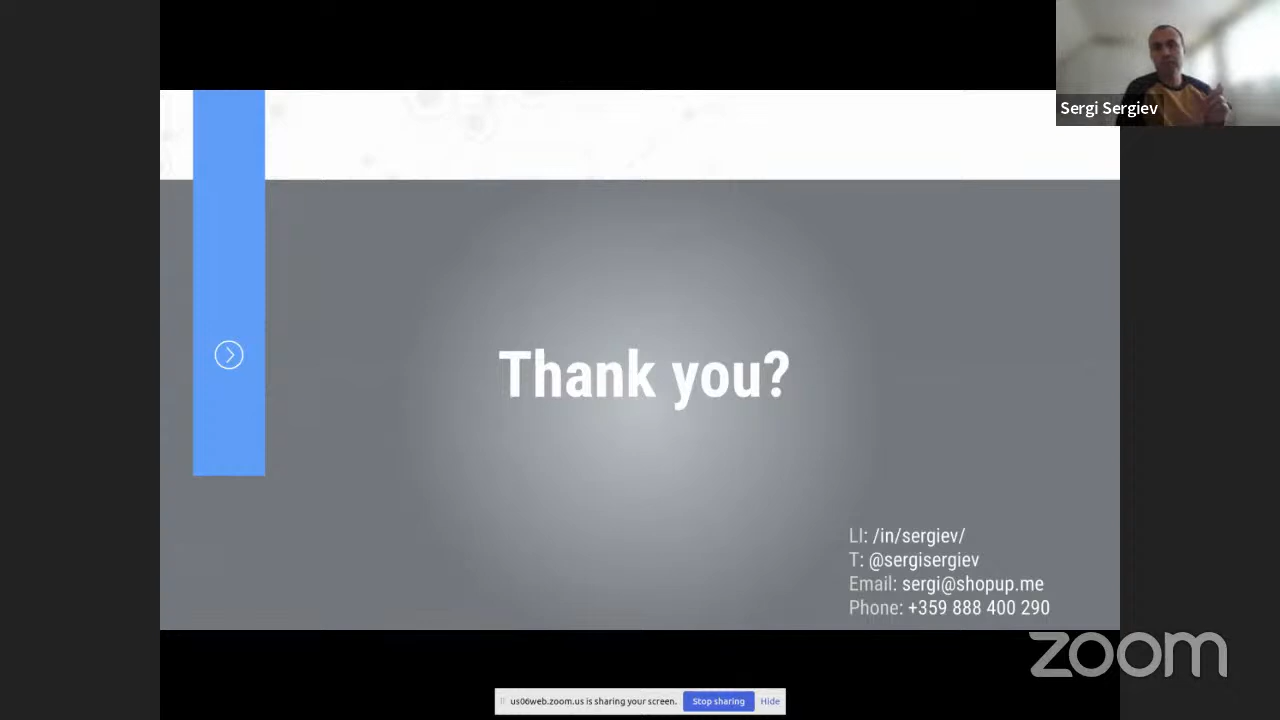 Sergi Sergiev
Thank you?
LI: /in/sergiev/
T: @sergisergiev
Email: sergi@shopup.me
Phone: +359 888 400 290
zoom
us06web.zoom.us is sharing your screen. Stop sharing Hide